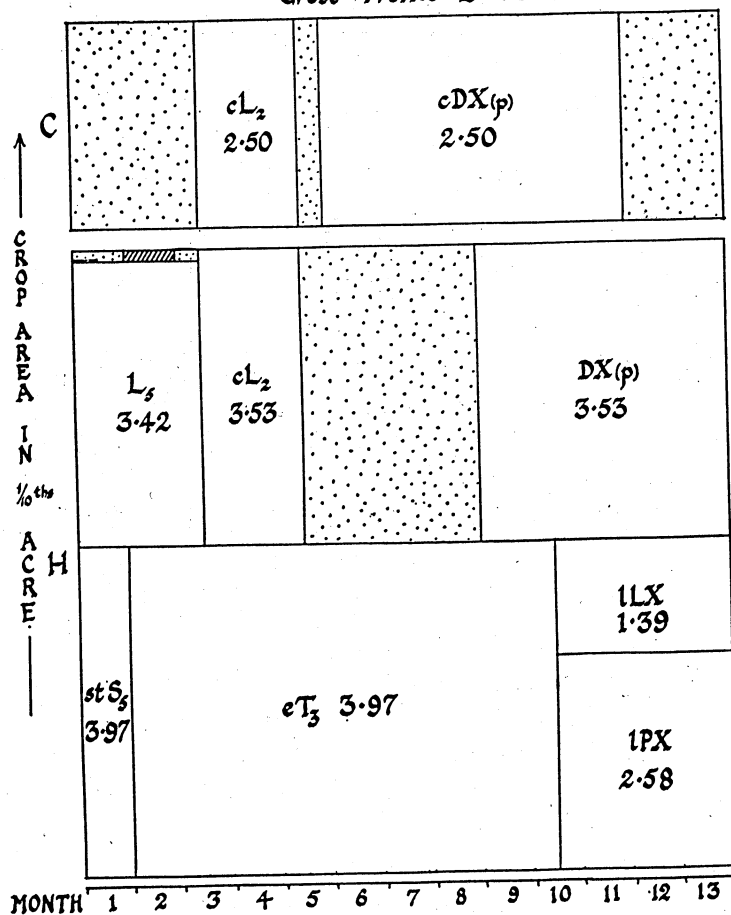 C
cL₂
2·50
cDX(p)
2·50
CROP AREA IN 1/10ths ACRE
L₅
3·42
cL₂
3·53
DX(p)
3·53
H
stS₅
3·97
eT₃ 3·97
lLX
1·39
lPX
2·58
MONTH 1 2 3 4 5 6 7 8 9 10 11 12 13